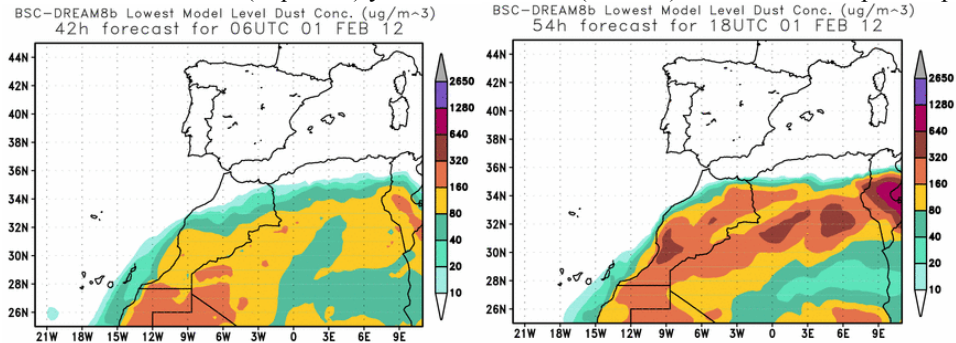 BSC-DREAM8b Lowest Model Level Dust Conc. (ug/m^3)
42h forecast for 06UTC 01 FEB 12
44N
42N
40N
38N
36N
34N
32N
30N
28N
26N
21W 18W 15W 12W 9W 6W 3W 0 3E 6E 9E
2650
1280
640
320
160
80
40
20
10
BSC-DREAM8b Lowest Model Level Dust Conc. (ug/m^3)
54h forecast for 18UTC 01 FEB 12
44N
42N
40N
38N
36N
34N
32N
30N
28N
26N
21W 18W 15W 12W 9W 6W 3W 0 3E 6E 9E
2650
1280
640
320
160
80
40
20
10